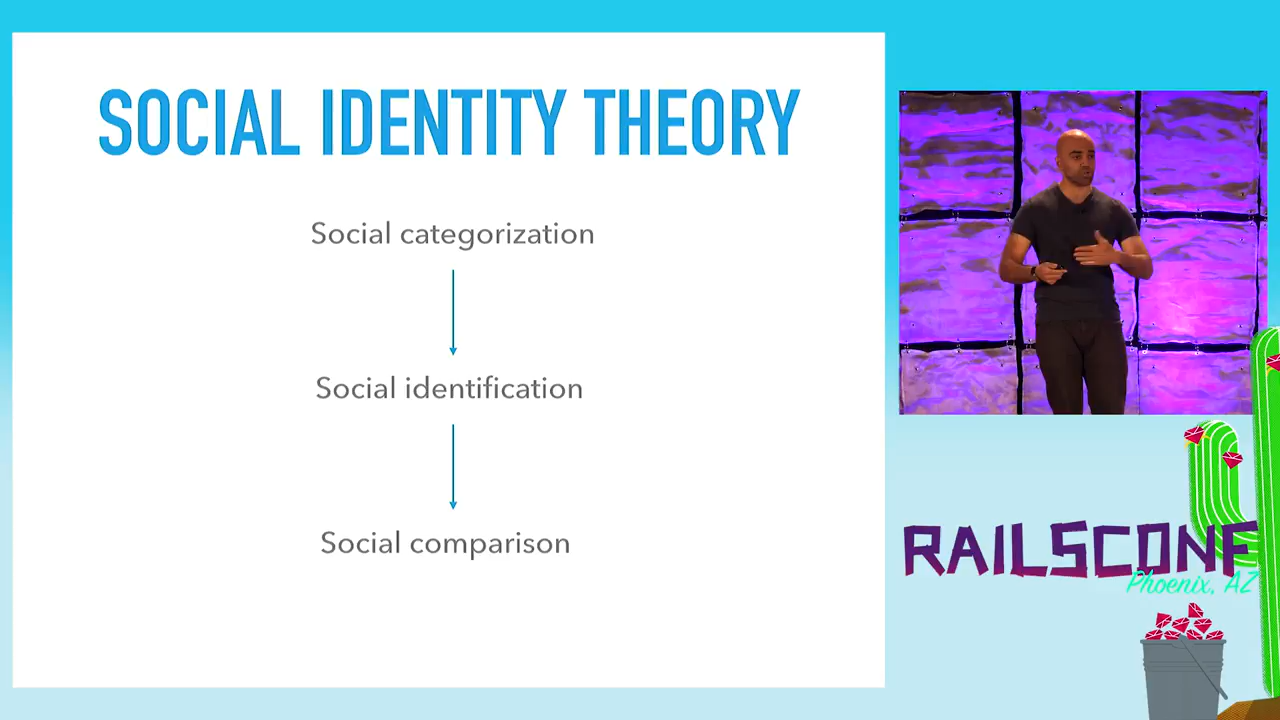 SOCIAL IDENTITY THEORY
Social categorization
Social identification
Social comparison
RAILSCONF
Phoenix, AZ